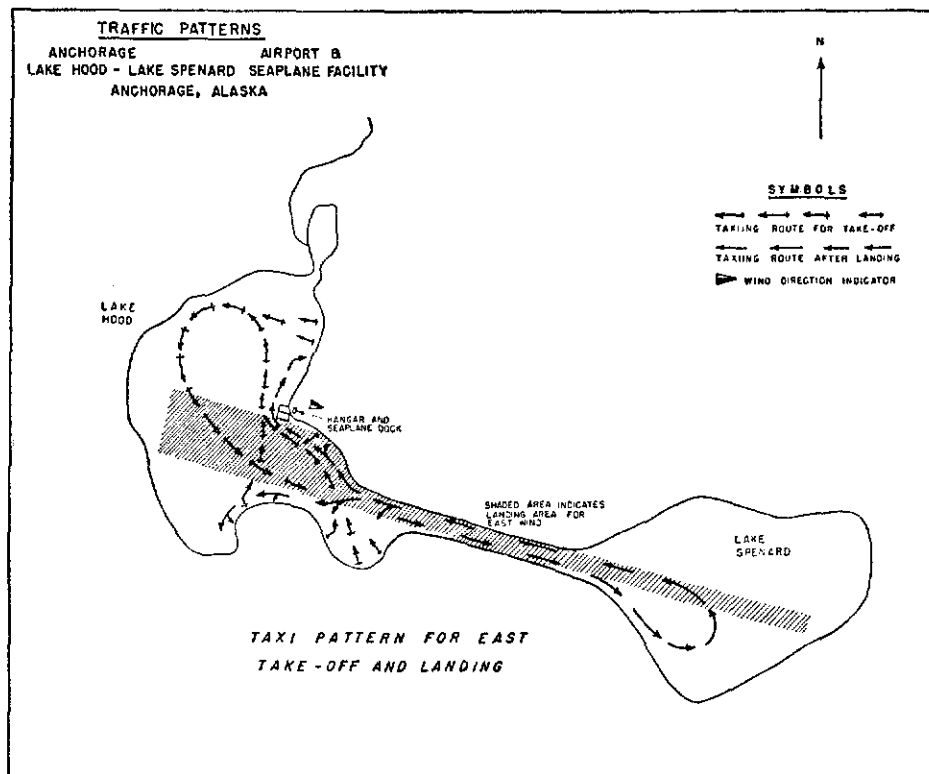 TRAFFIC PATTERNS
ANCHORAGE AIRPORT &
LAKE HOOD - LAKE SPENARD SEAPLANE FACILITY
ANCHORAGE, ALASKA
N
SYMBOLS
TAXIING ROUTE FOR TAKE-OFF
TAXIING ROUTE AFTER LANDING
WIND DIRECTION INDICATOR
LAKE
HOOD
HANGAR AND
SEAPLANE DOCK
SHADED AREA INDICATES
LANDING AREA FOR
EAST WIND
LAKE
SPENARD
TAXI PATTERN FOR EAST
TAKE-OFF AND LANDING